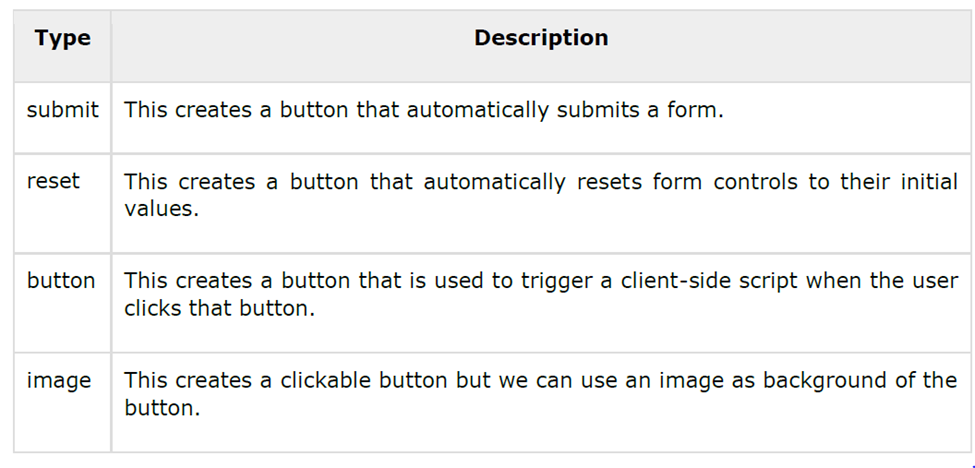 Type Description
submit This creates a button that automatically submits a form.
reset This creates a button that automatically resets form controls to their initial
values.
button This creates a button that is used to trigger a client-side script when the user
clicks that button.
image This creates a clickable button but we can use an image as background of the
button.